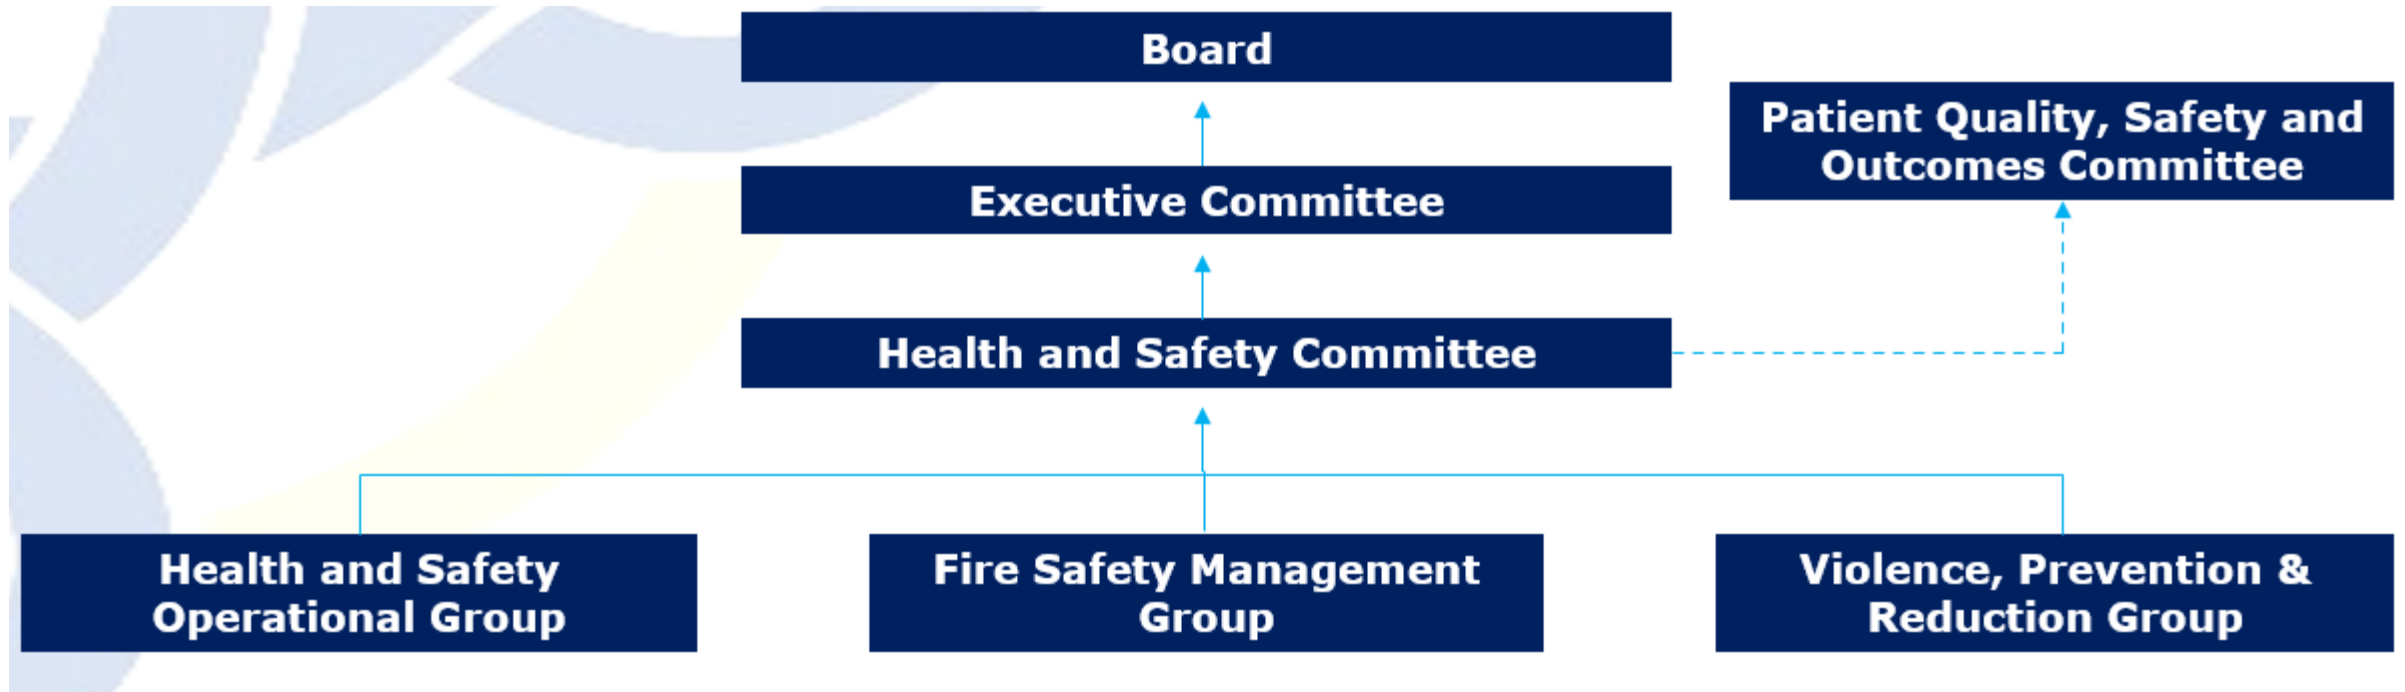 Board
Patient Quality, Safety and
Outcomes Committee
Executive Committee
Health and Safety Committee
Health and Safety
Operational Group
Fire Safety Management
Group
Violence, Prevention &
Reduction Group